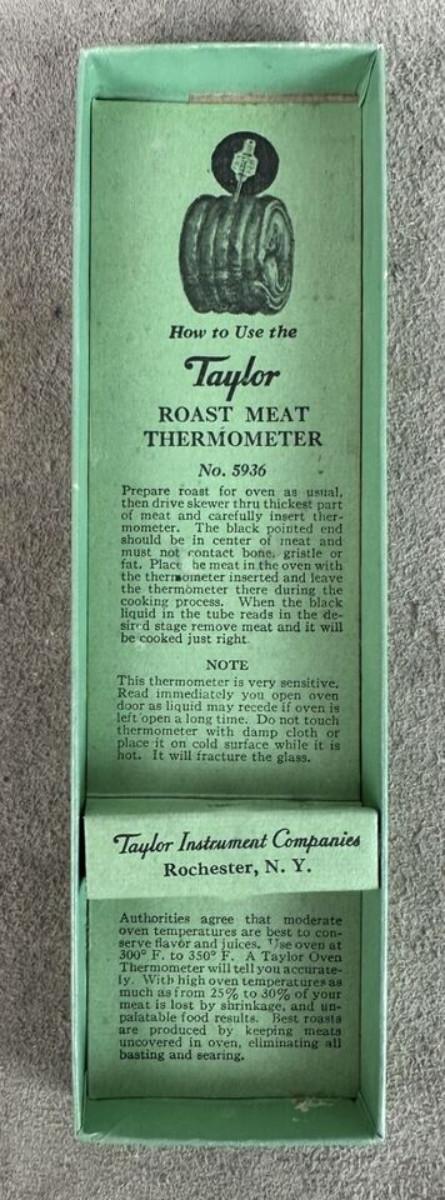 How to Use the
Taylor
ROAST MEAT
THERMOMETER
No. 5936
Prepare roast for oven as usual,
then drive skewer thru thickest part
of meat and carefully insert ther-
mometer. The black pointed end
should be in center of meat and
must not contact bone, gristle or
fat. Place he meat in the oven with
the thermometer inserted and leave
the thermometer there during the
cooking process. When the black
liquid in the tube reads in the de-
sired stage remove meat and it will
be cooked just right
NOTE
This thermometer is very sensitive.
Read immediately you open oven
door as liquid may recede if oven is
left open a long time. Do not touch
thermometer with damp cloth or
place it on cold surface while it is
hot. It will fracture the glass.
Taylor Instrument Companies
Rochester, N. Y.
Authorities agree that moderate
oven temperatures are best to con-
serve flavor and juices. Use oven at
300° F. to 350° F. A Taylor Oven
Thermometer will tell you accurate-
ly. With high oven temperatures as
much as from 25% to 30% of your
meat is lost by shrinkage, and un-
palatable food results. Best roasts
are produced by keeping meats
uncovered in oven, eliminating all
basting and searing.